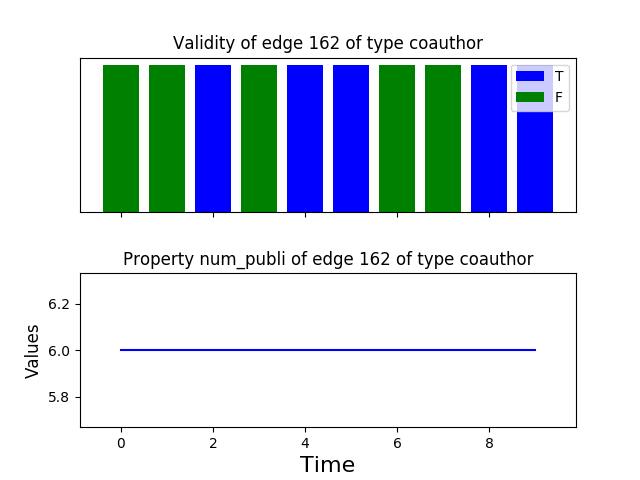 Validity of edge 162 of type coauthor
T
F
Property num_publi of edge 162 of type coauthor
6.2
6.0
5.8
Values
0 2 4 6 8
Time